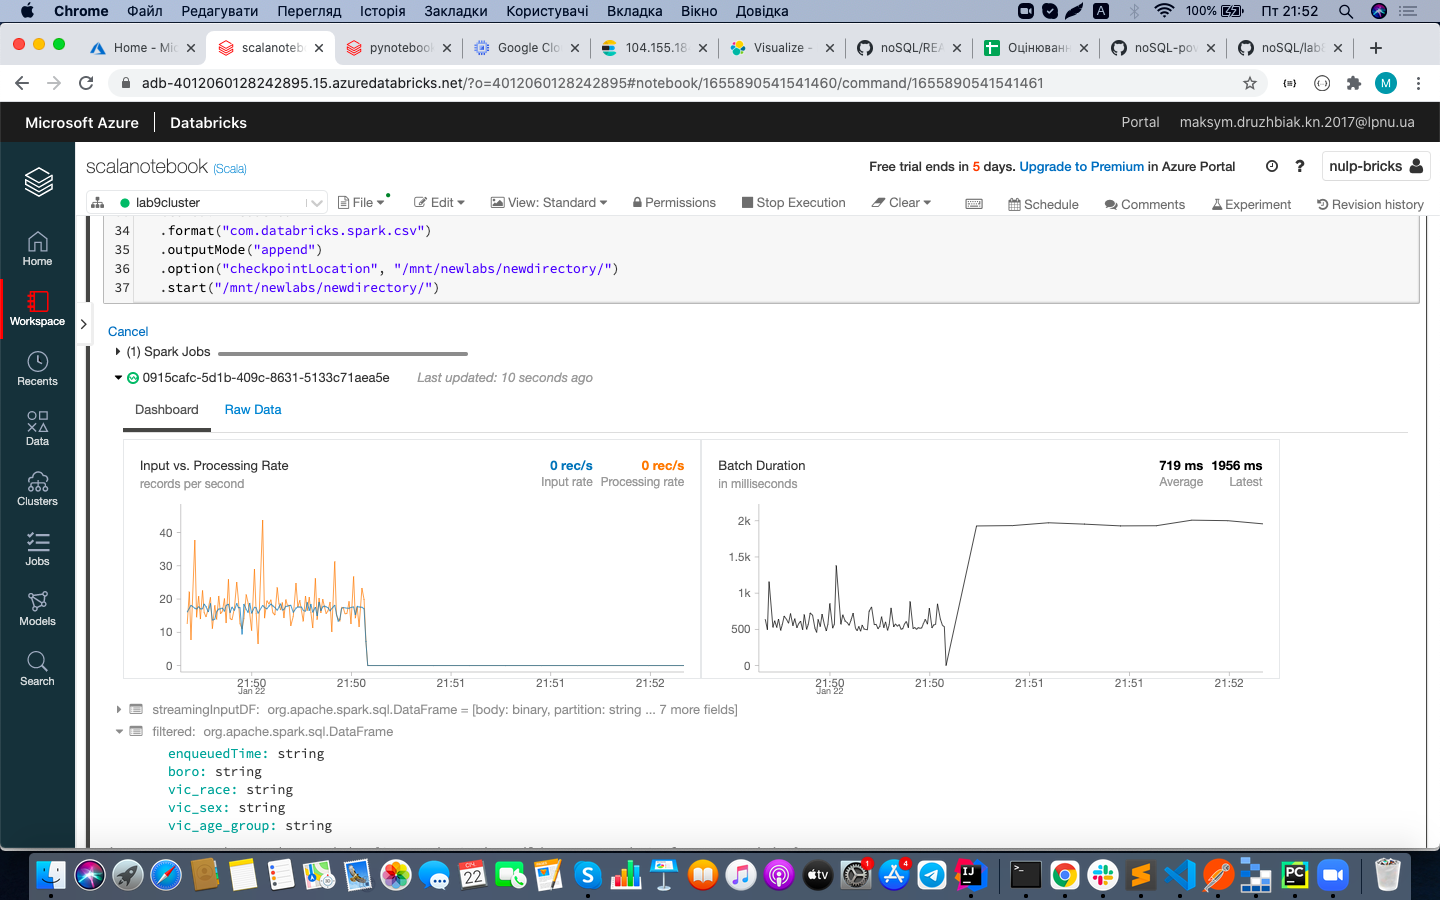 Chrome Файл Редагувати Перегляд Історія Закладки Користувачі Вкладка Вікно Довідка 100% Пт 21:52
Home - Mic scalanoteb pynotebook Google Clo 104.155.18 Visualize - noSQL/REA Оцінюванн noSQL-pov noSQL/lab
adb-4012060128242895.15.azuredatabricks.net/?o=4012060128242895#notebook/1655890541541460/command/1655890541541461
M
Microsoft Azure Databricks Portal maksym.druzhbiak.kn.2017@lpnu.ua
scalanotebook (Scala) Free trial ends in 5 days. Upgrade to Premium in Azure Portal ? nulp-bricks
lab9cluster File Edit View: Standard Permissions Stop Execution Clear Schedule Comments Experiment Revision history
Home
Workspace
Recents
Data
Clusters
Jobs
Models
Search
34 .format("com.databricks.spark.csv")
35 .outputMode("append")
36 .option("checkpointLocation", "/mnt/newlabs/newdirectory/")
37 .start("/mnt/newlabs/newdirectory/")
Cancel
(1) Spark Jobs
0915cafc-5d1b-409c-8631-5133c71aea5e Last updated: 10 seconds ago
Dashboard Raw Data
Input vs. Processing Rate 0 rec/s 0 rec/s
records per second Input rate Processing rate
40
30
20
10
0
21:50 21:50 21:51 21:51 21:52
Jan 22
Batch Duration 719 ms 1956 ms
in milliseconds Average Latest
2k
1.5k
1k
500
0
21:50 21:50 21:51 21:51 21:52
Jan 22
streamingInputDF: org.apache.spark.sql.DataFrame = [body: binary, partition: string ... 7 more fields]
filtered: org.apache.spark.sql.DataFrame
enqueuedTime: string
boro: string
vic_race: string
vic_sex: string
vic_age_group: string
22 tv 1 4 IJ PC